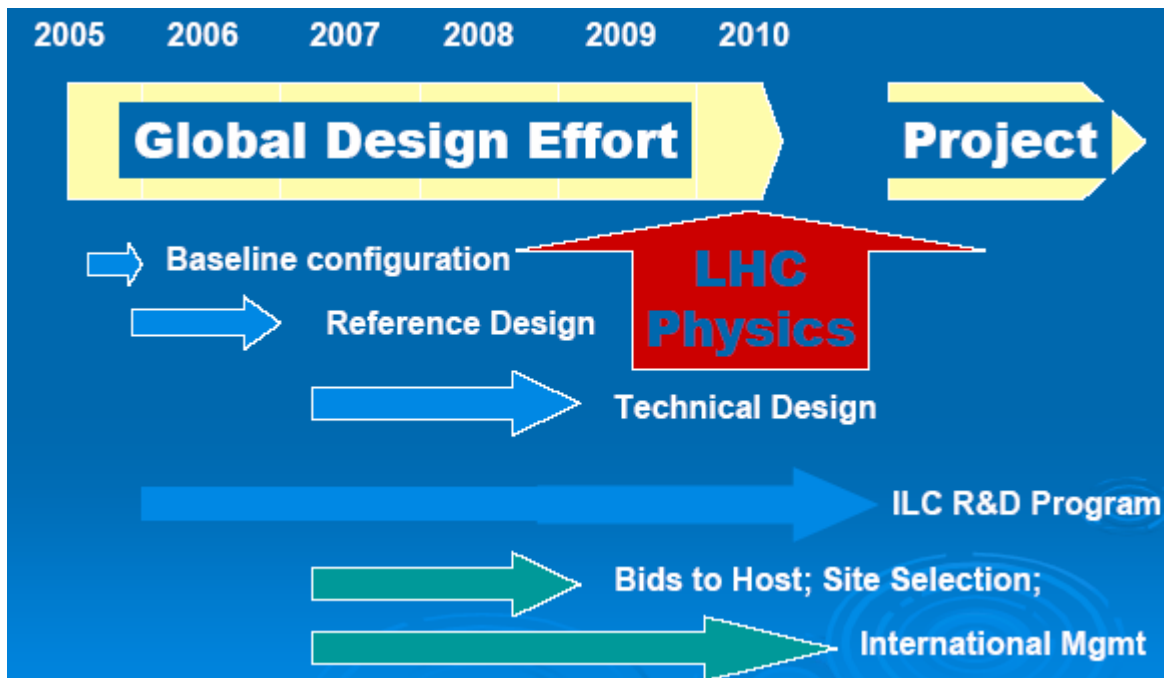 2005 2006 2007 2008 2009 2010
Global Design Effort
Project
Baseline configuration
LHC
Physics
Reference Design
Technical Design
ILC R&D Program
Bids to Host; Site Selection;
International Mgmt